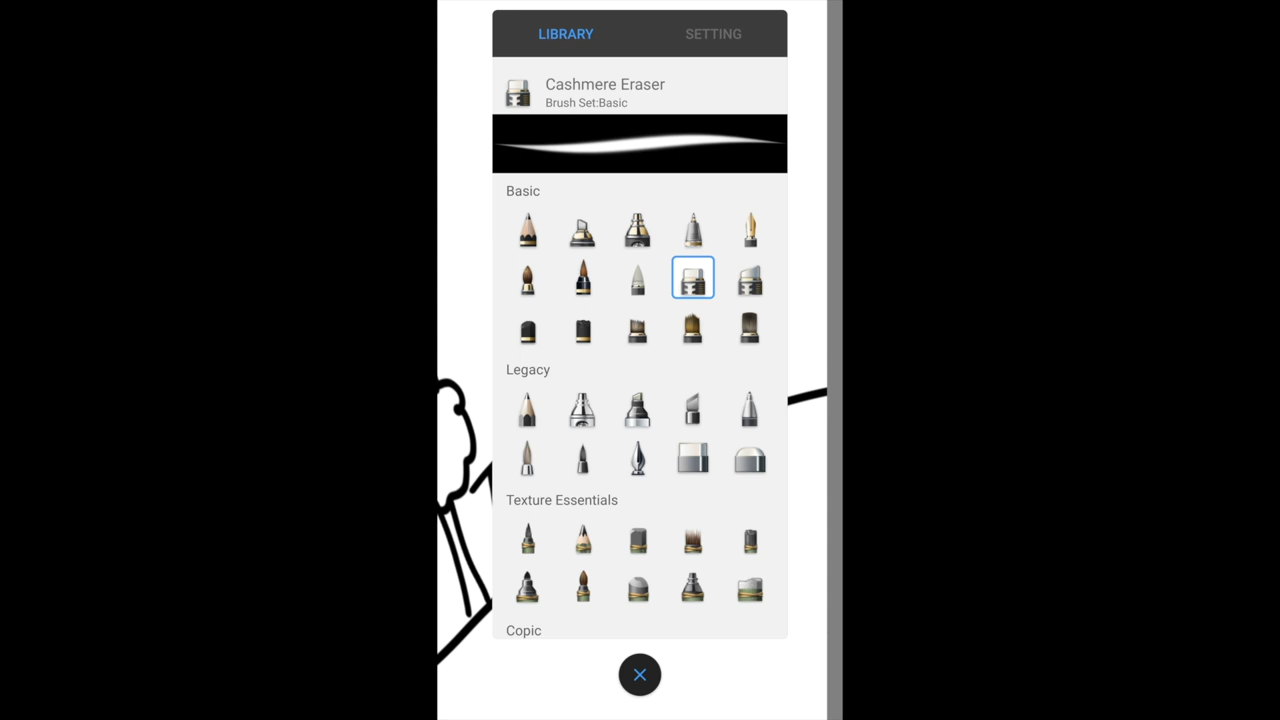 LIBRARY SETTING
Cashmere Eraser
Brush Set:Basic
Basic
Legacy
Texture Essentials
Copic